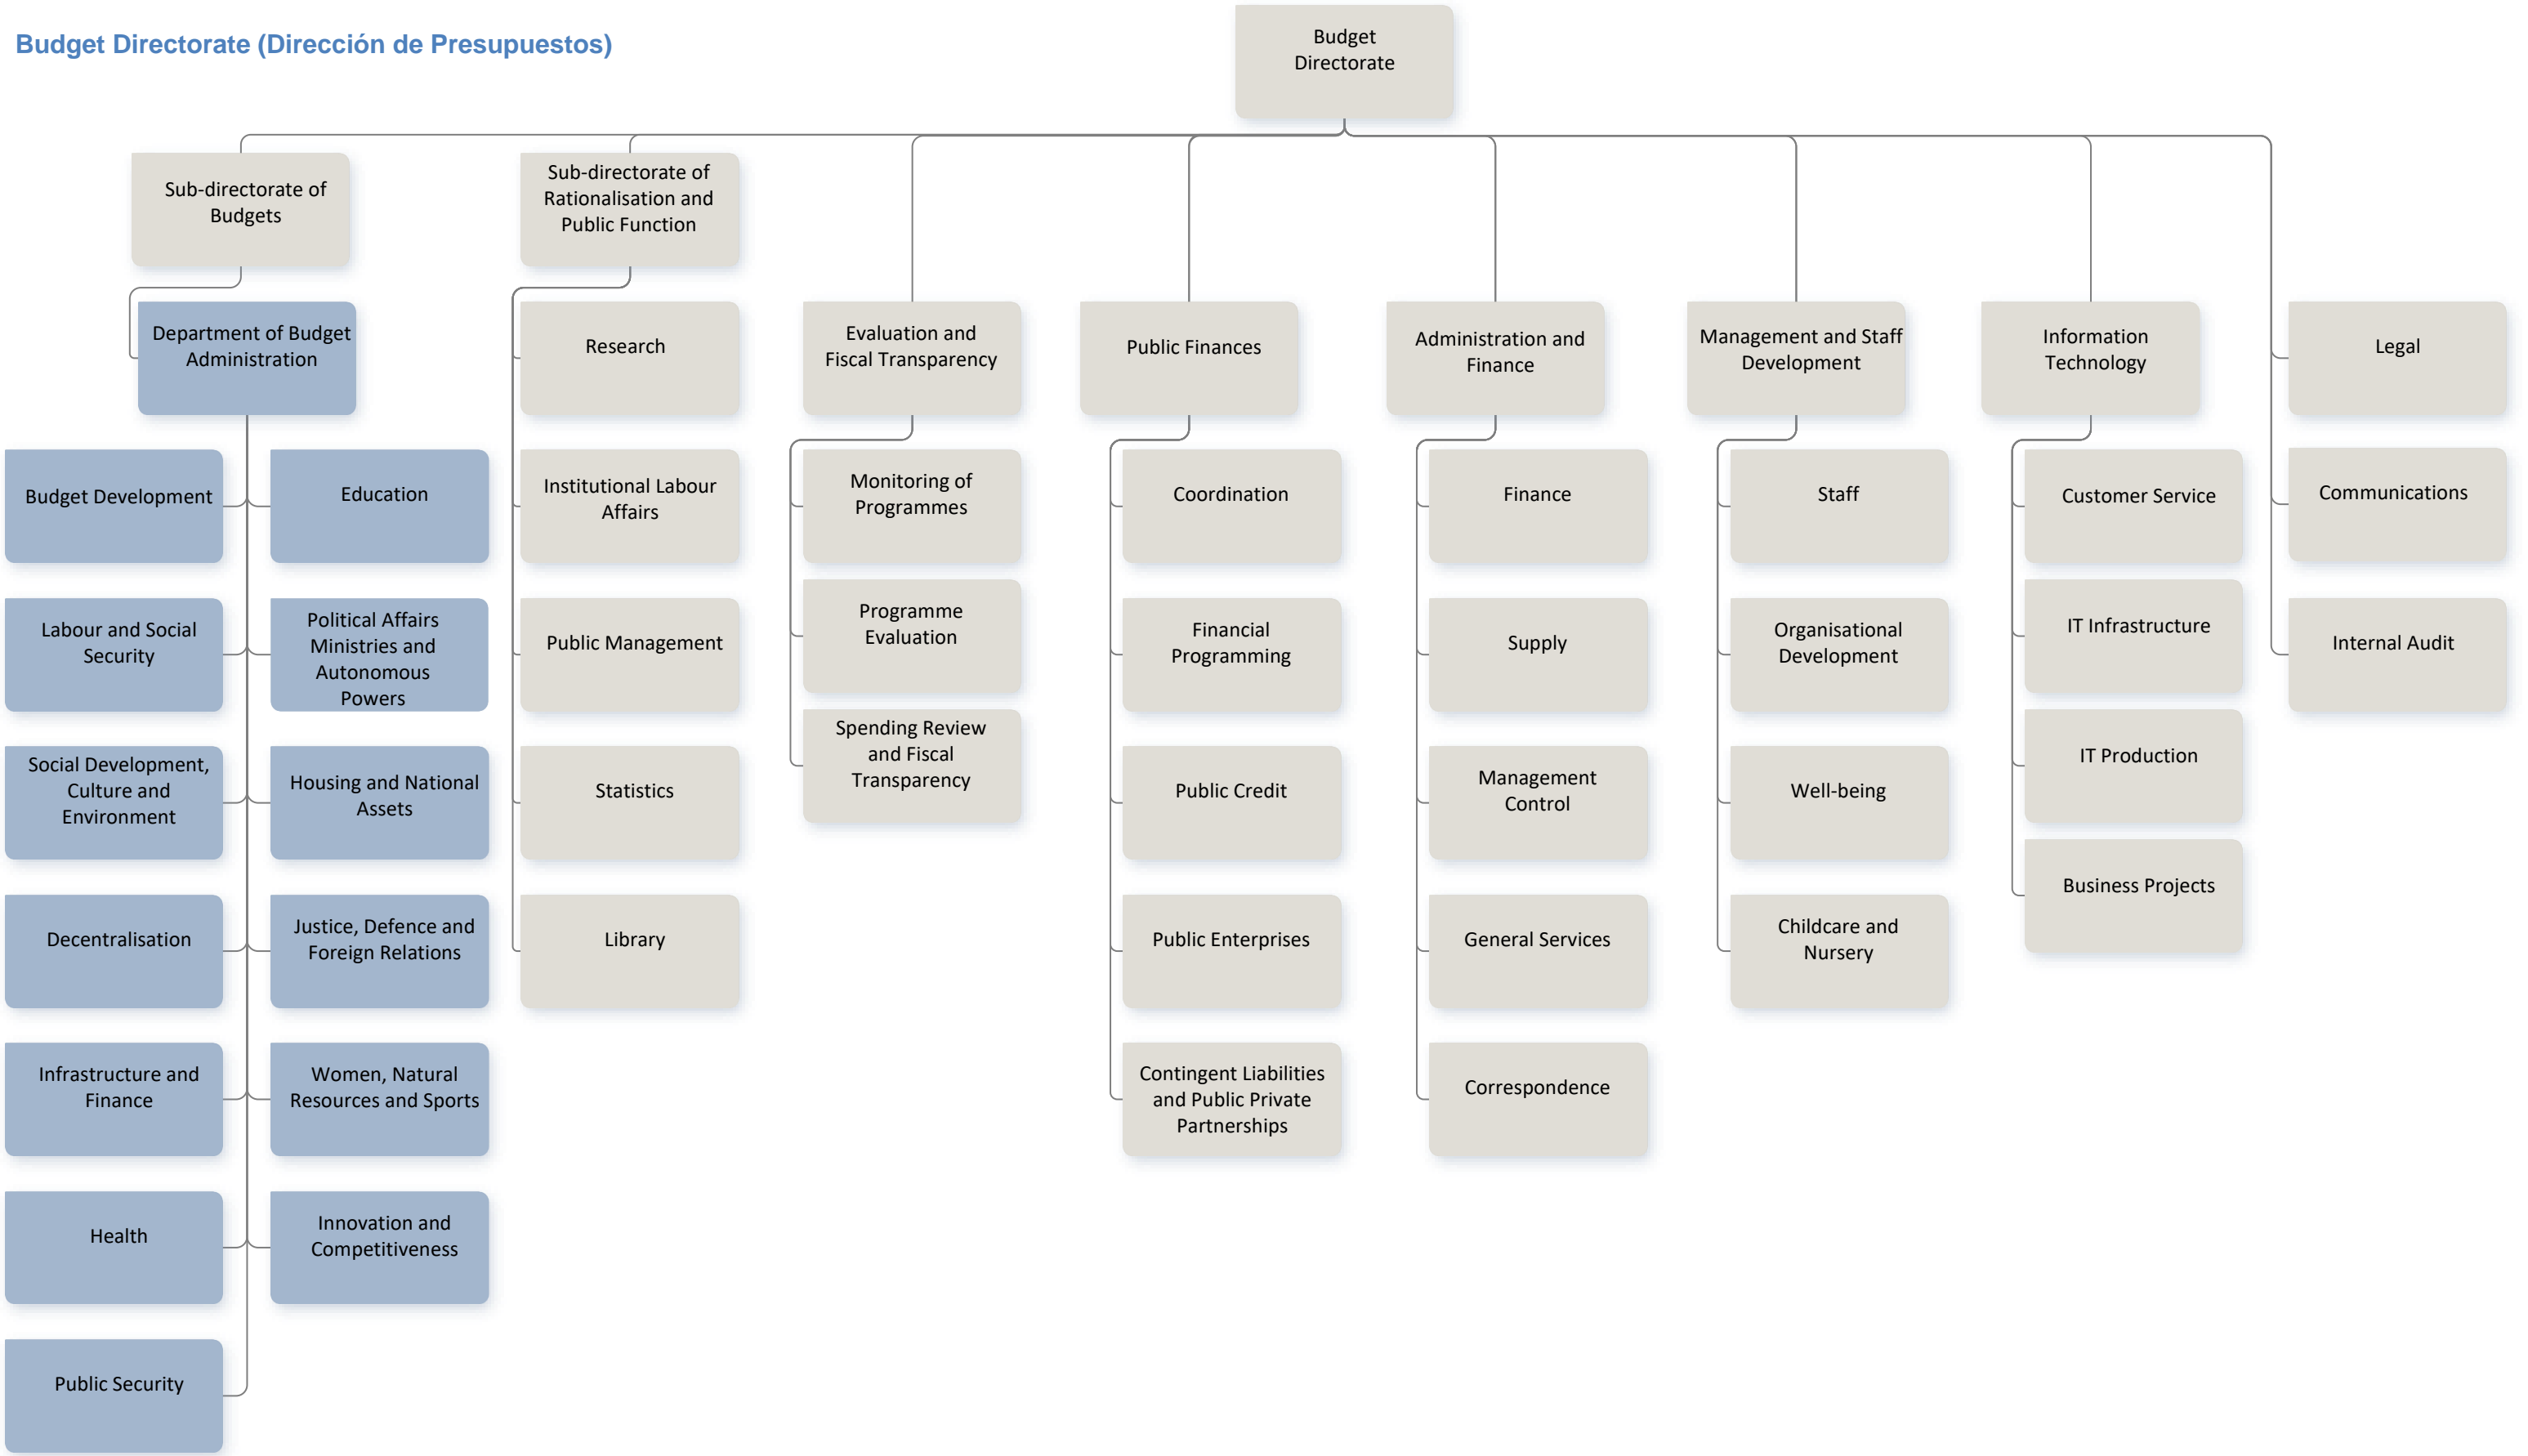 Budget Directorate (Dirección de Presupuestos)
Budget
Directorate
Sub-directorate of
Budgets
Sub-directorate of
Rationalisation and
Public Function
Department of Budget
Administration
Research
Evaluation and
Fiscal Transparency
Public Finances
Administration and
Finance
Management and Staff
Development
Information
Technology
Legal
Budget Development
Education
Institutional Labour
Affairs
Monitoring of
Programmes
Coordination
Finance
Staff
Customer Service
Communications
Labour and Social
Security
Political Affairs
Ministries and
Autonomous
Powers
Public Management
Programme
Evaluation
Financial
Programming
Supply
Organisational
Development
IT Infrastructure
Internal Audit
Social Development,
Culture and
Environment
Housing and National
Assets
Statistics
Spending Review
and Fiscal
Transparency
Public Credit
Management
Control
Well-being
IT Production
Decentralisation
Justice, Defence and
Foreign Relations
Library
Public Enterprises
General Services
Childcare and
Nursery
Business Projects
Infrastructure and
Finance
Women, Natural
Resources and Sports
Contingent Liabilities
and Public Private
Partnerships
Correspondence
Health
Innovation and
Competitiveness
Public Security